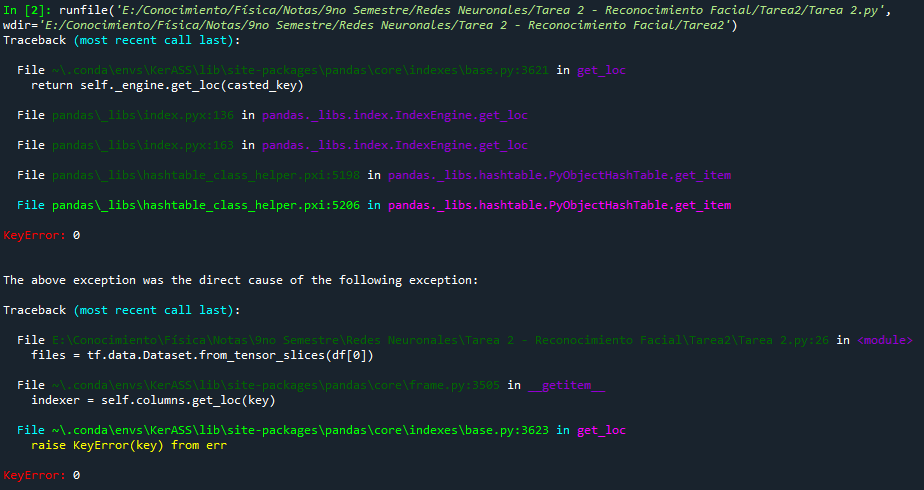 In [2]: runfile('E:/Conocimiento/Física/Notas/9no Semestre/Redes Neuronales/Tarea 2 - Reconocimiento Facial/Tarea2/Tarea 2.py',
wdir='E:/Conocimiento/Física/Notas/9no Semestre/Redes Neuronales/Tarea 2 - Reconocimiento Facial/Tarea2')
Traceback (most recent call last):
File ~\.conda\envs\KerASS\lib\site-packages\pandas\core\indexes\base.py:3621 in get_loc
return self._engine.get_loc(casted_key)
File pandas\_libs\index.pyx:136 in pandas._libs.index.IndexEngine.get_loc
File pandas\_libs\index.pyx:163 in pandas._libs.index.IndexEngine.get_loc
File pandas\_libs\hashtable_class_helper.pxi:5198 in pandas._libs.hashtable.PyObjectHashTable.get_item
File pandas\_libs\hashtable_class_helper.pxi:5206 in pandas._libs.hashtable.PyObjectHashTable.get_item
KeyError: 0
The above exception was the direct cause of the following exception:
Traceback (most recent call last):
File E:\Conocimiento\Física\Notas\9no Semestre\Redes Neuronales\Tarea 2 - Reconocimiento Facial\Tarea2\Tarea 2.py:26 in <module>
files = tf.data.Dataset.from_tensor_slices(df[0])
File ~\.conda\envs\KerASS\lib\site-packages\pandas\core\frame.py:3505 in __getitem__
indexer = self.columns.get_loc(key)
File ~\.conda\envs\KerASS\lib\site-packages\pandas\core\indexes\base.py:3623 in get_loc
raise KeyError(key) from err
KeyError: 0